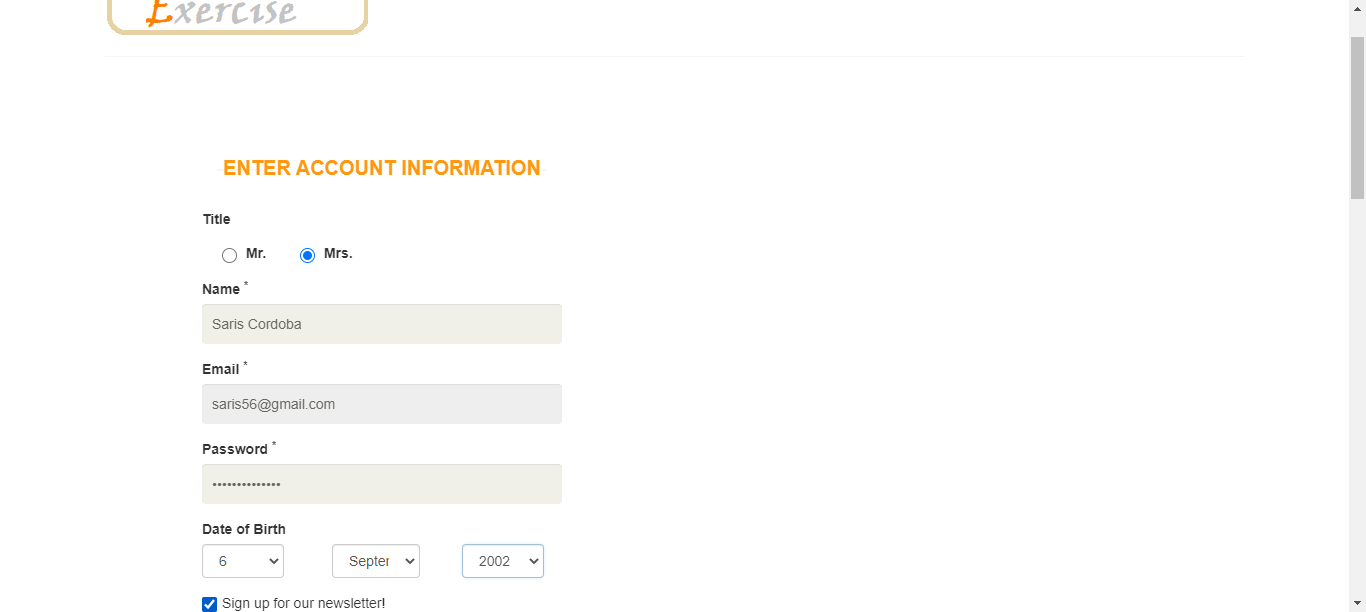 Exercise
ENTER ACCOUNT INFORMATION
Title
Mr. Mrs.
Name *
Saris Cordoba
Email *
saris56@gmail.com
Password *
••••••••••••••
Date of Birth
6 Septer 2002
Sign up for our newsletter!